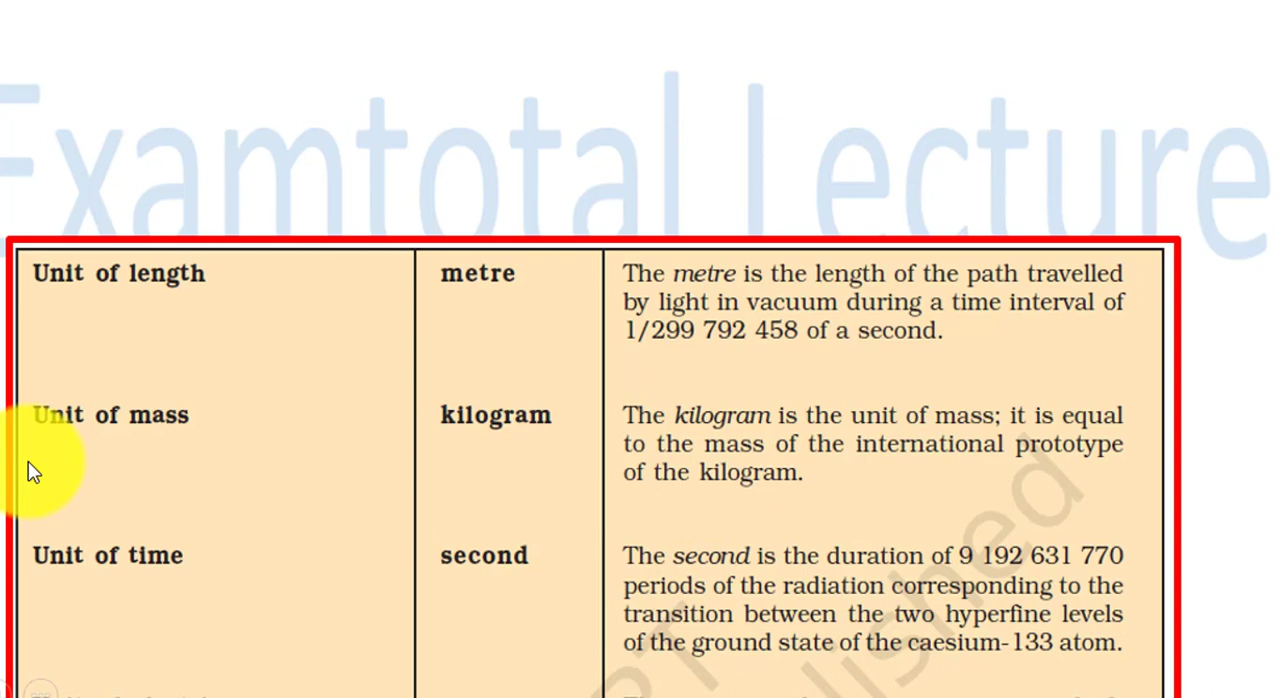 Examtotal Lecture
Unit of length
metre
The metre is the length of the path travelled
by light in vacuum during a time interval of
1/299 792 458 of a second.
Unit of mass
kilogram
The kilogram is the unit of mass; it is equal
to the mass of the international prototype
of the kilogram.
Unit of time
second
The second is the duration of 9 192 631 770
periods of the radiation corresponding to the
transition between the two hyperfine levels
of the ground state of the caesium-133 atom.